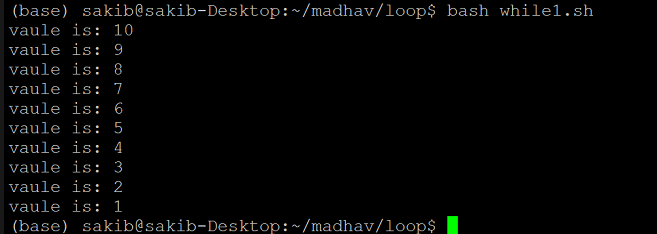 (base) sakib@sakib-Desktop:~/madhav/loop$ bash while1.sh
vaule is: 10
vaule is: 9
vaule is: 8
vaule is: 7
vaule is: 6
vaule is: 5
vaule is: 4
vaule is: 3
vaule is: 2
vaule is: 1
(base) sakib@sakib-Desktop:~/madhav/loop$